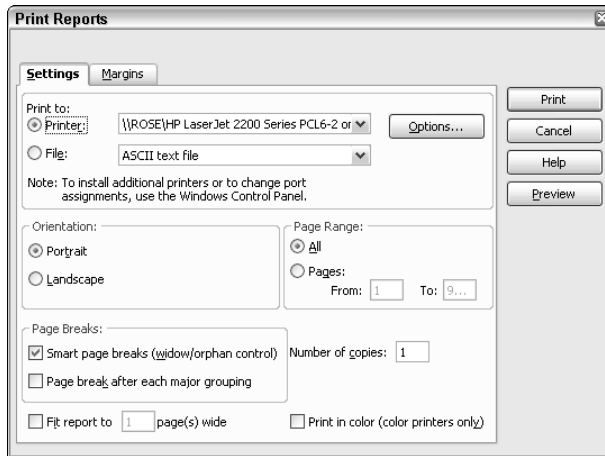 Print Reports
Settings
Margins
Print to:
Printer: \\ROSE\HP LaserJet 2200 Series PCL6-2 or
Options...
File: ASCII text file
Note: To install additional printers or to change port
assignments, use the Windows Control Panel.
Print
Cancel
Help
Preview
Orientation:
Portrait
Landscape
Page Range:
All
Pages:
From: 1 To: 9...
Page Breaks:
Smart page breaks (widow/orphan control)
Page break after each major grouping
Number of copies: 1
Fit report to 1 page(s) wide
Print in color (color printers only)